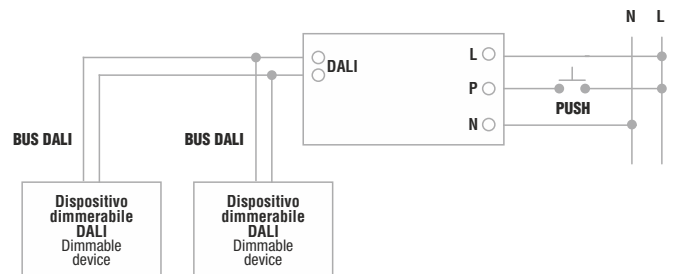 N L
L
DALI
P
PUSH
N
BUS DALI
BUS DALI
Dispositivo
dimmerabile
DALI
Dimmable
device
Dispositivo
dimmerabile
DALI
Dimmable
device